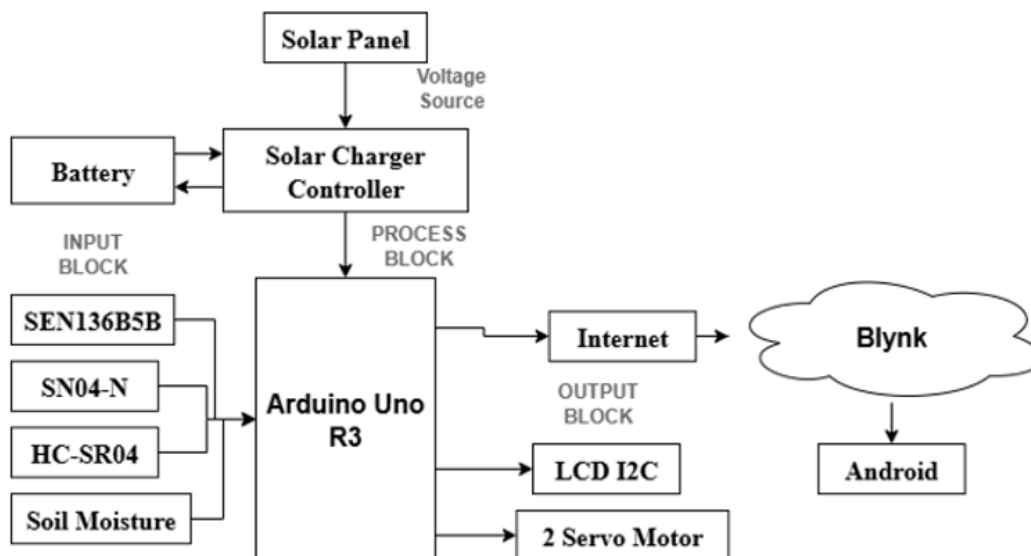 Solar Panel
Voltage
Source
Battery
Solar Charger
Controller
INPUT
BLOCK
PROCESS
BLOCK
SEN136B5B
SN04-N
HC-SR04
Soil Moisture
Arduino Uno
R3
Internet
OUTPUT
BLOCK
LCD I2C
2 Servo Motor
Blynk
Android